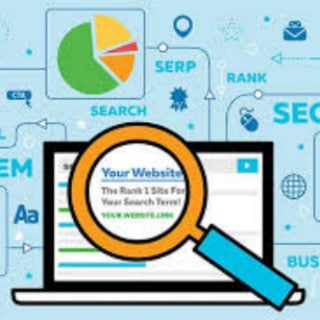 SERP
RANK
CTA
SEARCH
SEO
L
EM
Your Website
The Rank 1 Site For
Your Search Term!
YOUR.WEBSITE.LINK
Aa
BUS